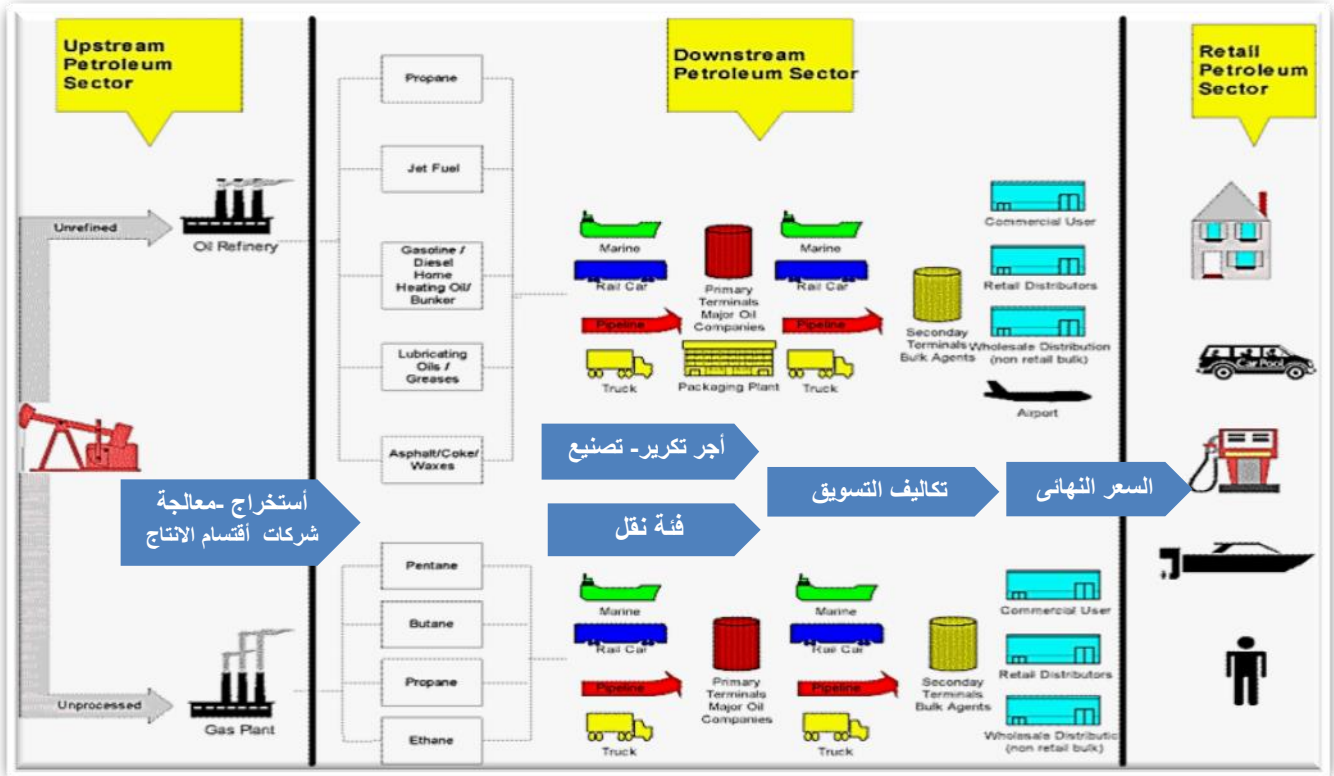 Upstream
Petroleum
Sector
Downstream
Petroleum Sector
Retail
Petroleum
Sector
Unrefined
Oil Refinery
Propane
Jet Fuel
Gasoline /
Diesel
Home
Heating Oil/
Bunker
Lubricating
Oils /
Greases
Asphalt/Coke/
Waxes
Marine
Rail Car
Pipeline
Truck
Primary
Terminals
Major Oil
Companies
Packaging Plant
Marine
Rail Car
Pipeline
Truck
Seconday
Terminals
Bulk Agents
Commercial User
Retail Distributors
Wholesale Distribution
(non retail bulk)
Airport
Car Pool
أستخراج -معالجة
شركات أقتسام الانتاج
أجر تكرير- تصنيع
فئة نقل
تكاليف التسويق
السعر النهائى
Unprocessed
Gas Plant
Pentane
Butane
Propane
Ethane
Marine
Rail Car
Pipeline
Truck
Primary
Terminals
Major Oil
Companies
Marine
Rail Car
Pipeline
Truck
Seconday
Terminals
Bulk Agents
Commercial User
Retail Distributors
Wholesale Distributic
(non retail bulk)